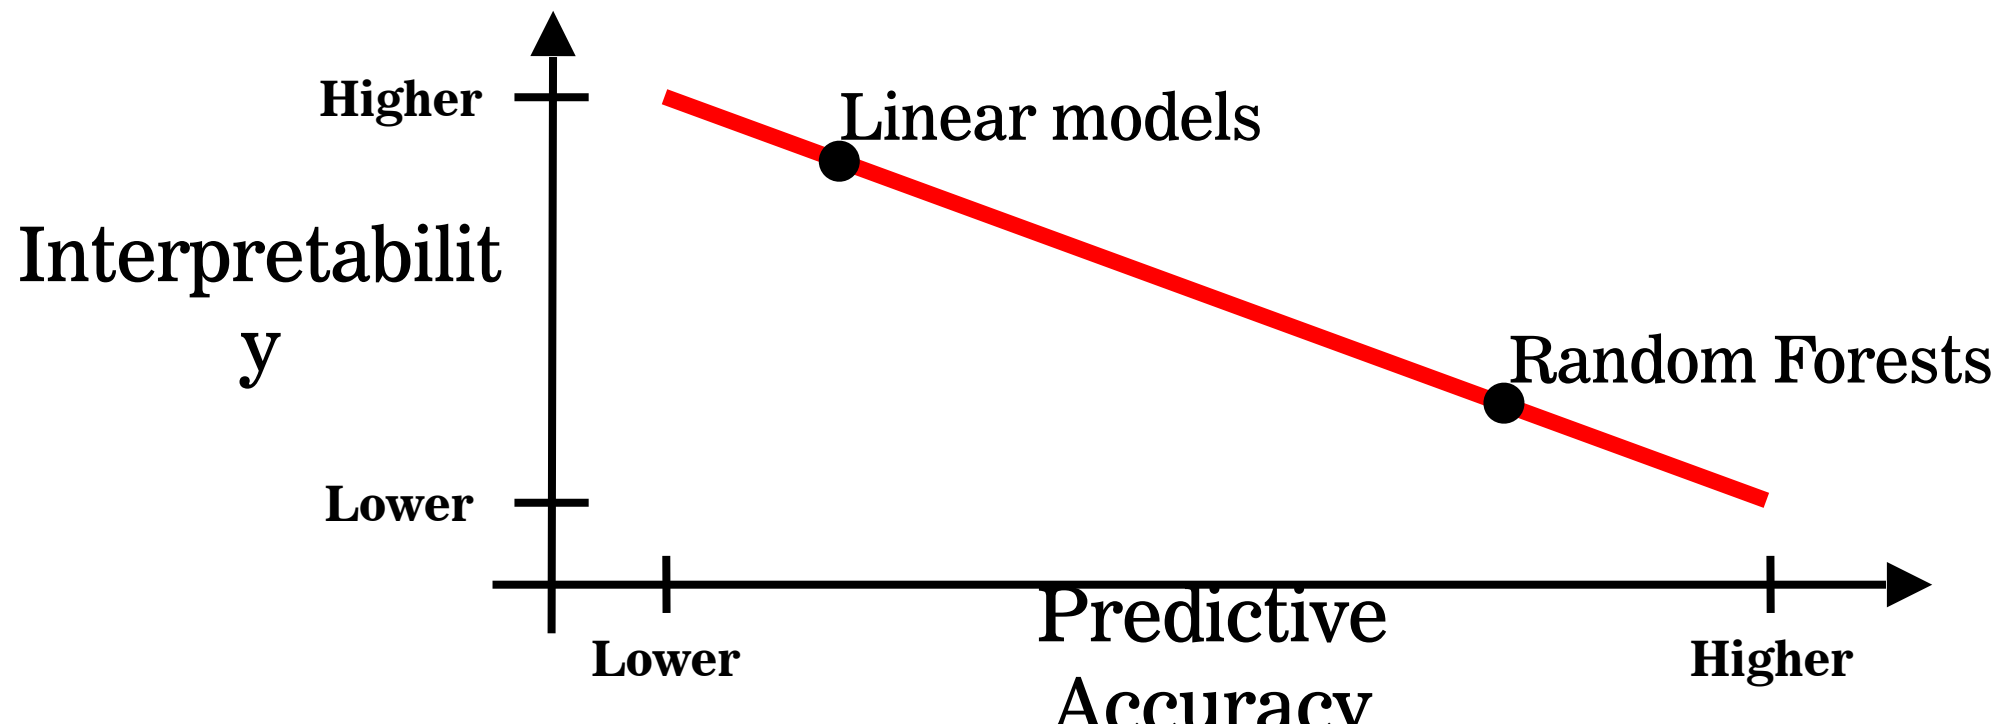 Higher
Linear models
Interpretabilit
y
Random Forests
Lower
Predictive
Accuracy
Lower
Higher